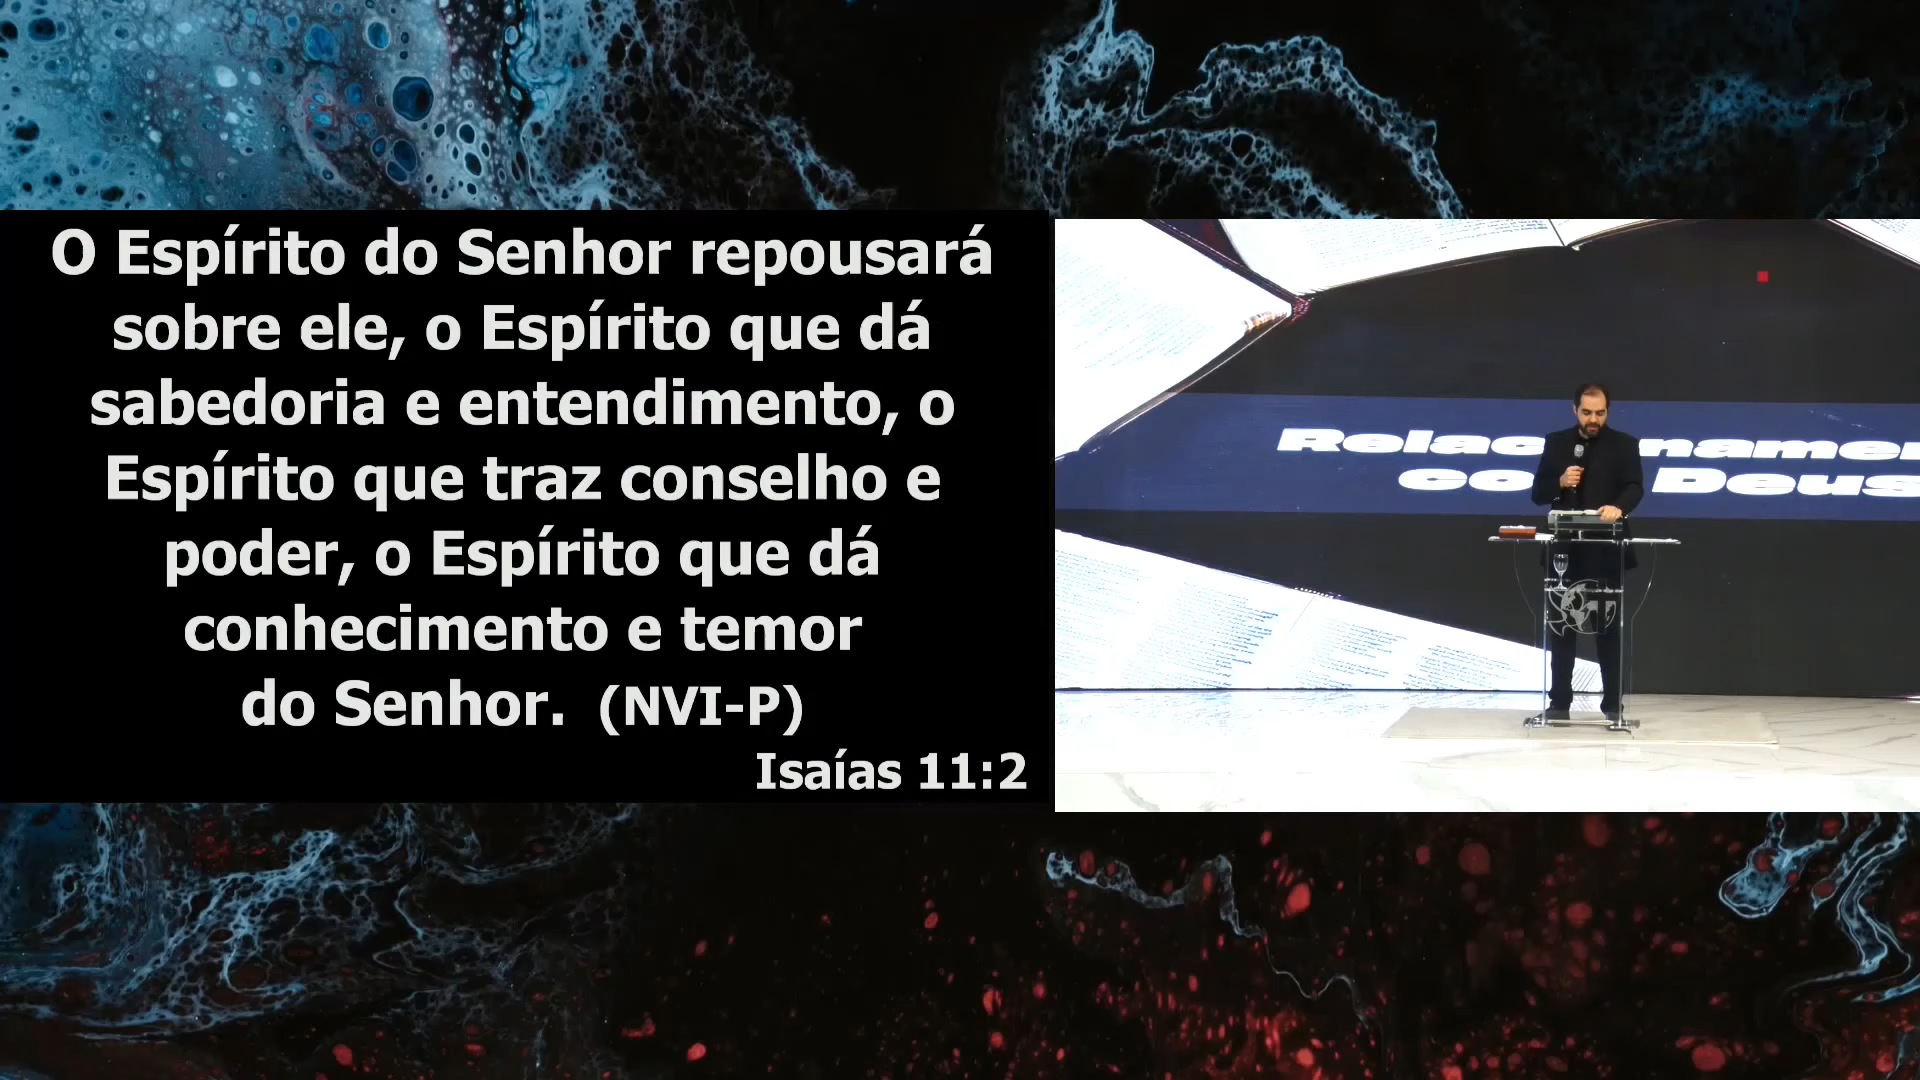 O Espírito do Senhor repousará
sobre ele, o Espírito que dá
sabedoria e entendimento, o
Espírito que traz conselho e
poder, o Espírito que dá
conhecimento e temor
do Senhor. (NVI-P)
Isaías 11:2
Deus